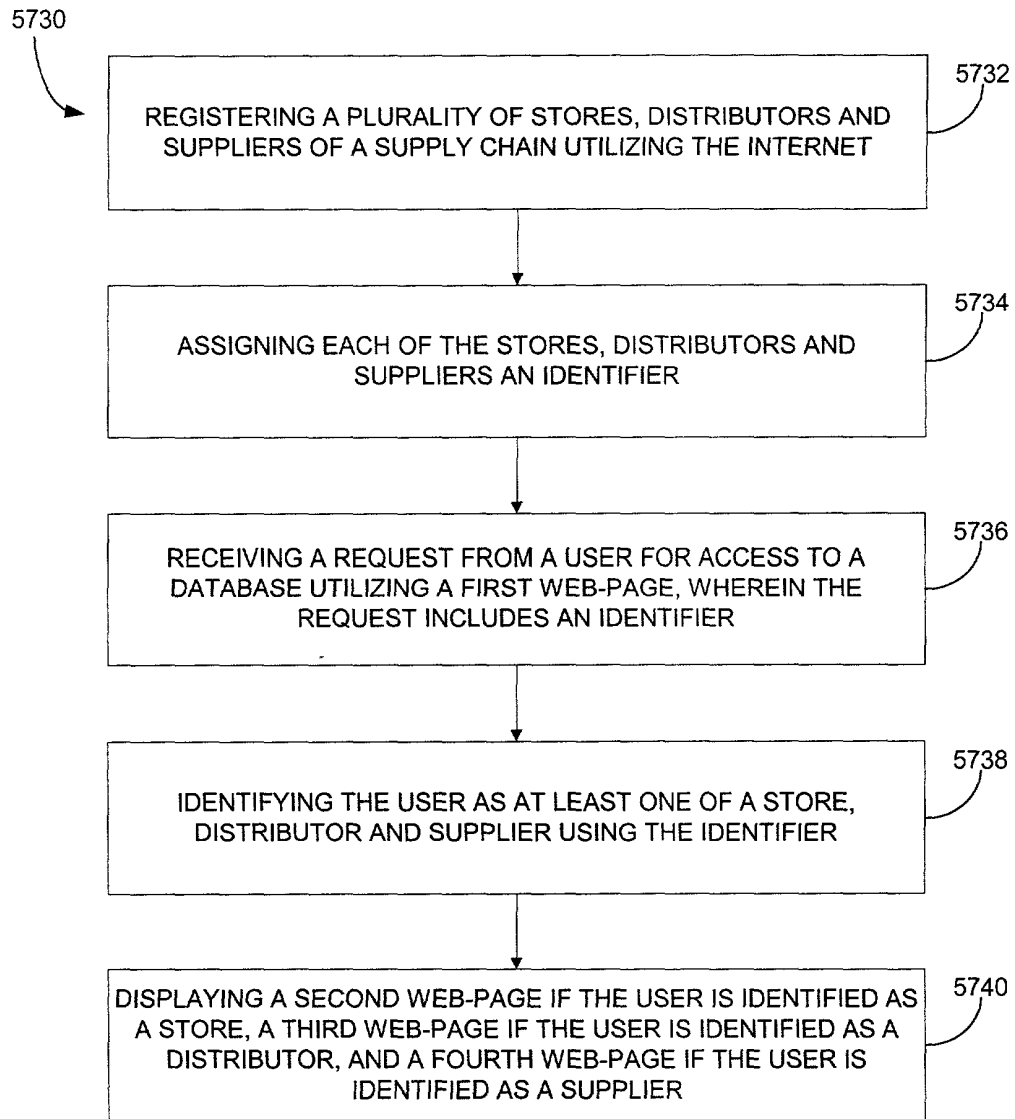 5730
5732
REGISTERING A PLURALITY OF STORES, DISTRIBUTORS AND
SUPPLIERS OF A SUPPLY CHAIN UTILIZING THE INTERNET
5734
ASSIGNING EACH OF THE STORES, DISTRIBUTORS AND
SUPPLIERS AN IDENTIFIER
5736
RECEIVING A REQUEST FROM A USER FOR ACCESS TO A
DATABASE UTILIZING A FIRST WEB-PAGE, WHEREIN THE
REQUEST INCLUDES AN IDENTIFIER
5738
IDENTIFYING THE USER AS AT LEAST ONE OF A STORE,
DISTRIBUTOR AND SUPPLIER USING THE IDENTIFIER
5740
DISPLAYING A SECOND WEB-PAGE IF THE USER IS IDENTIFIED AS
A STORE, A THIRD WEB-PAGE IF THE USER IS IDENTIFIED AS A
DISTRIBUTOR, AND A FOURTH WEB-PAGE IF THE USER IS
IDENTIFIED AS A SUPPLIER